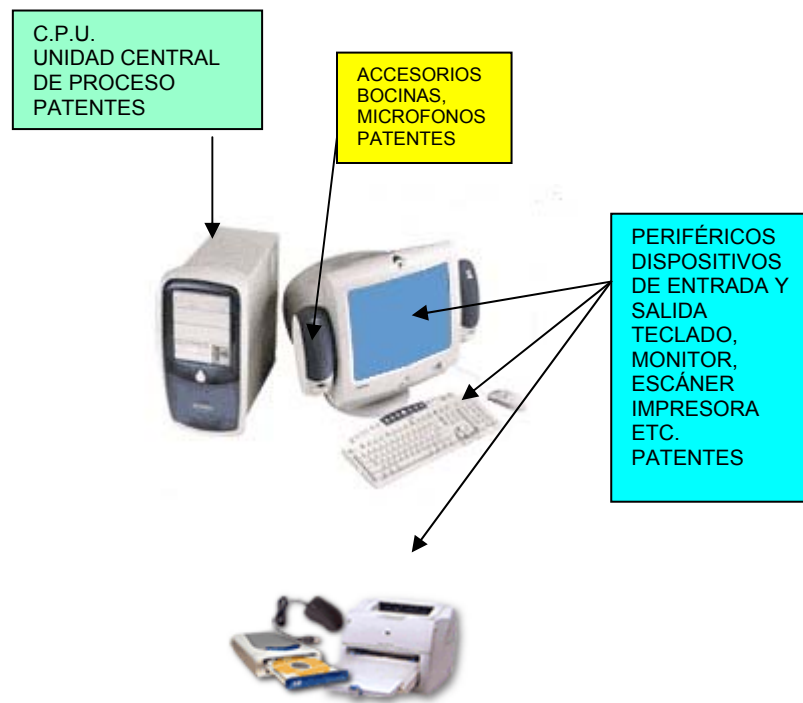 C.P.U.
UNIDAD CENTRAL
DE PROCESO
PATENTES
ACCESORIOS
BOCINAS,
MICROFONOS
PATENTES
PERIFÉRICOS
DISPOSITIVOS
DE ENTRADA Y
SALIDA
TECLADO,
MONITOR,
ESCÁNER
IMPRESORA
ETC.
PATENTES